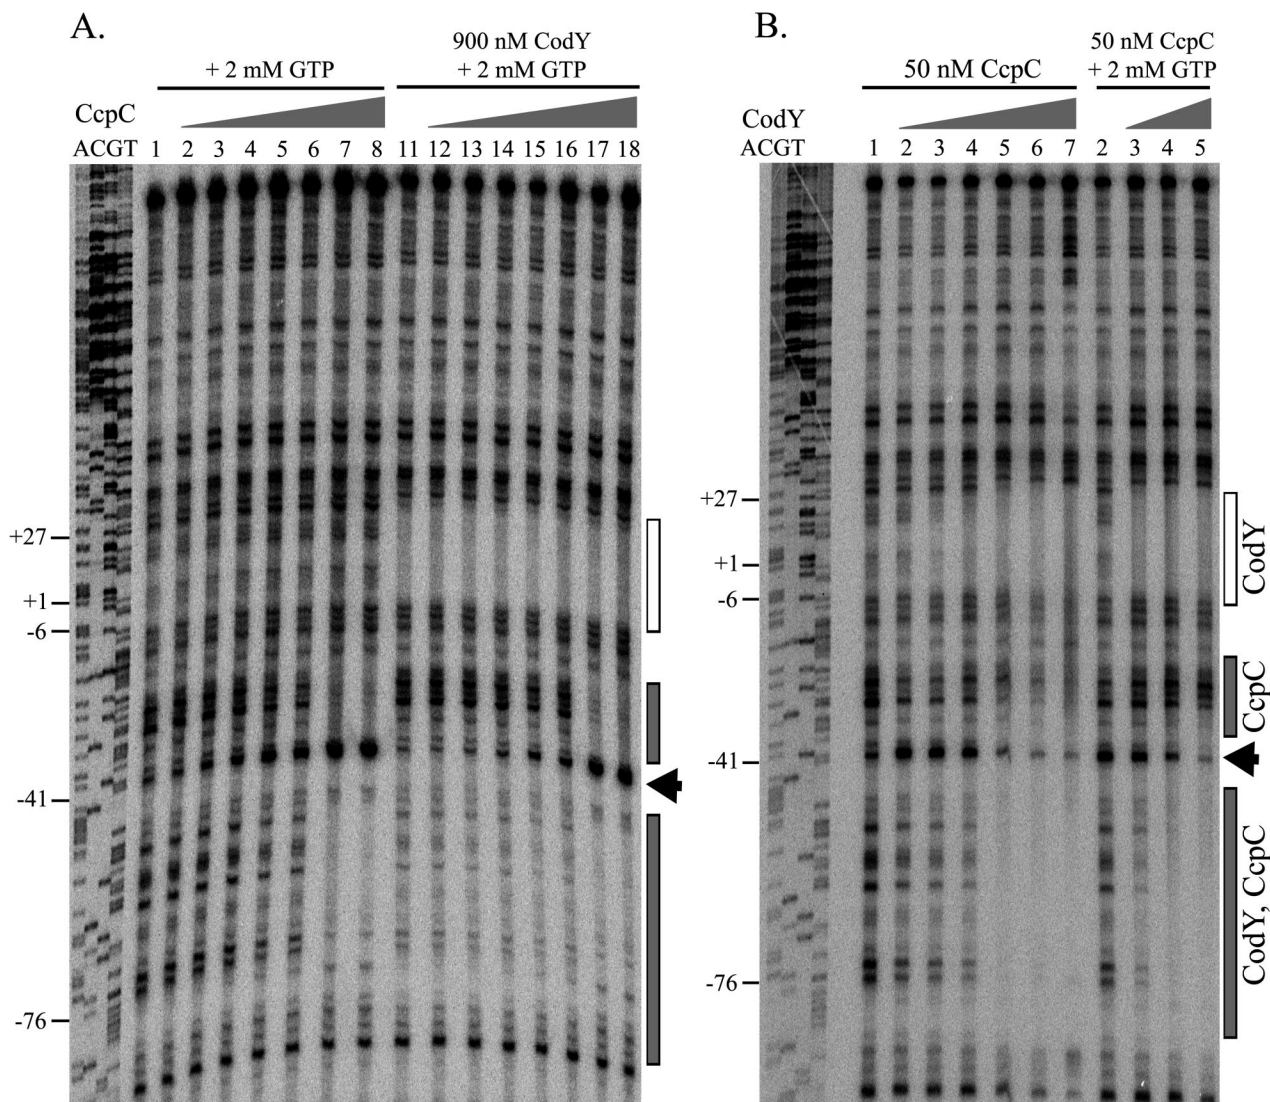 A.
+ 2 mM GTP
900 nM CodY
+ 2 mM GTP
CcpC
ACGT 1 2 3 4 5 6 7 8 11 12 13 14 15 16 17 18
+27
+1
-6
-41
-76
B.
50 nM CcpC
50 nM CcpC
+ 2 mM GTP
CodY
ACGT 1 2 3 4 5 6 7 2 3 4 5
+27
+1
-6
-41
-76
CodY
CcpC
CodY, CcpC